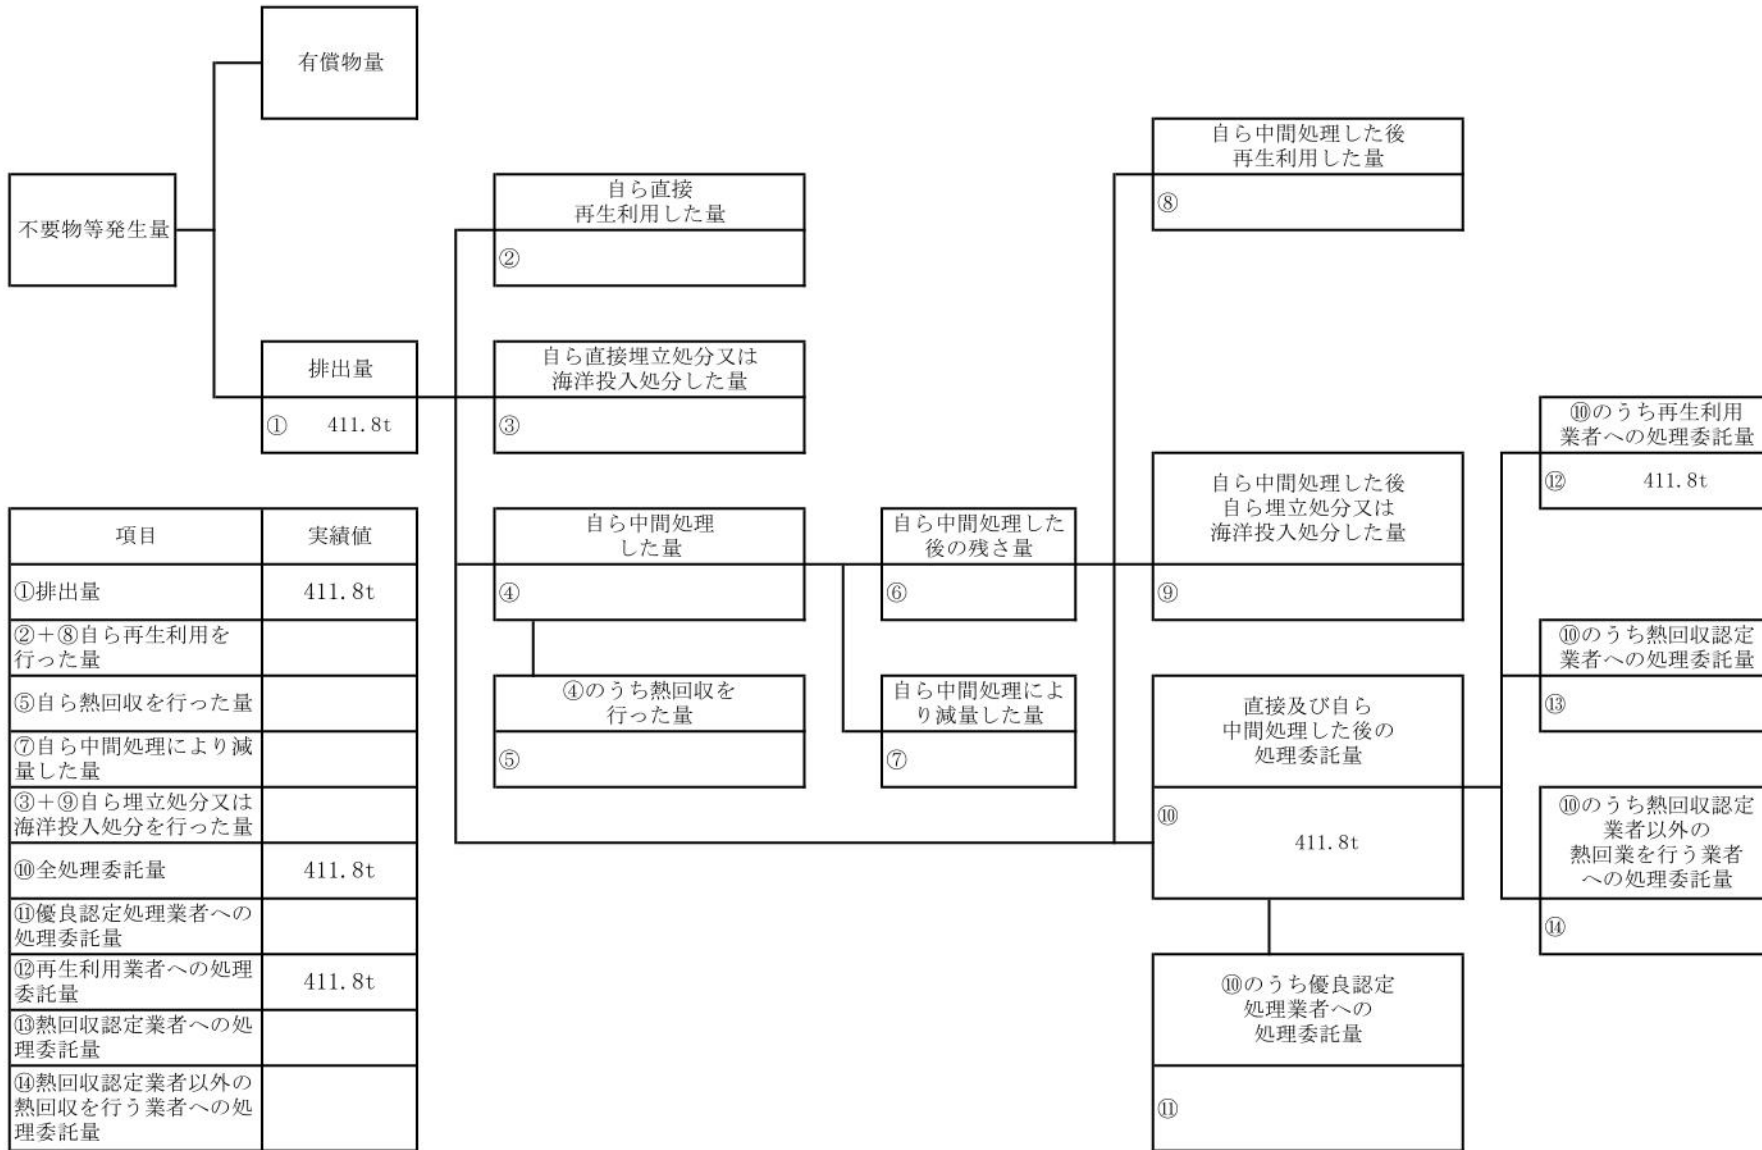 有償物量
不要物等発生量
排出量
① 411.8t
自ら直接
再生利用した量
②
自ら直接埋立処分又は
海洋投入処分した量
③
自ら中間処理
した量
④
④のうち熱回収を
行った量
⑤
自ら中間処理した
後の残さ量
⑥
自ら中間処理によ
り減量した量
⑦
自ら中間処理した後
再生利用した量
⑧
自ら中間処理した後
自ら埋立処分又は
海洋投入処分した量
⑨
直接及び自ら
中間処理した後の
処理委託量
⑩
411.8t
⑩のうち優良認定
処理業者への
処理委託量
⑪
⑩のうち再生利用
業者への処理委託量
⑫ 411.8t
⑩のうち熱回収認定
業者への処理委託量
⑬
⑩のうち熱回収認定
業者以外の
熱回業を行う業者
への処理委託量
⑭
項目 実績値
①排出量 411.8t
②＋⑧自ら再生利用を
行った量
⑤自ら熱回収を行った量
⑦自ら中間処理により減
量した量
③＋⑨自ら埋立処分又は
海洋投入処分を行った量
⑩全処理委託量 411.8t
⑪優良認定処理業者への
処理委託量
⑫再生利用業者への処理
委託量 411.8t
⑬熱回収認定業者への処
理委託量
⑭熱回収認定業者以外の
熱回収を行う業者への処
理委託量